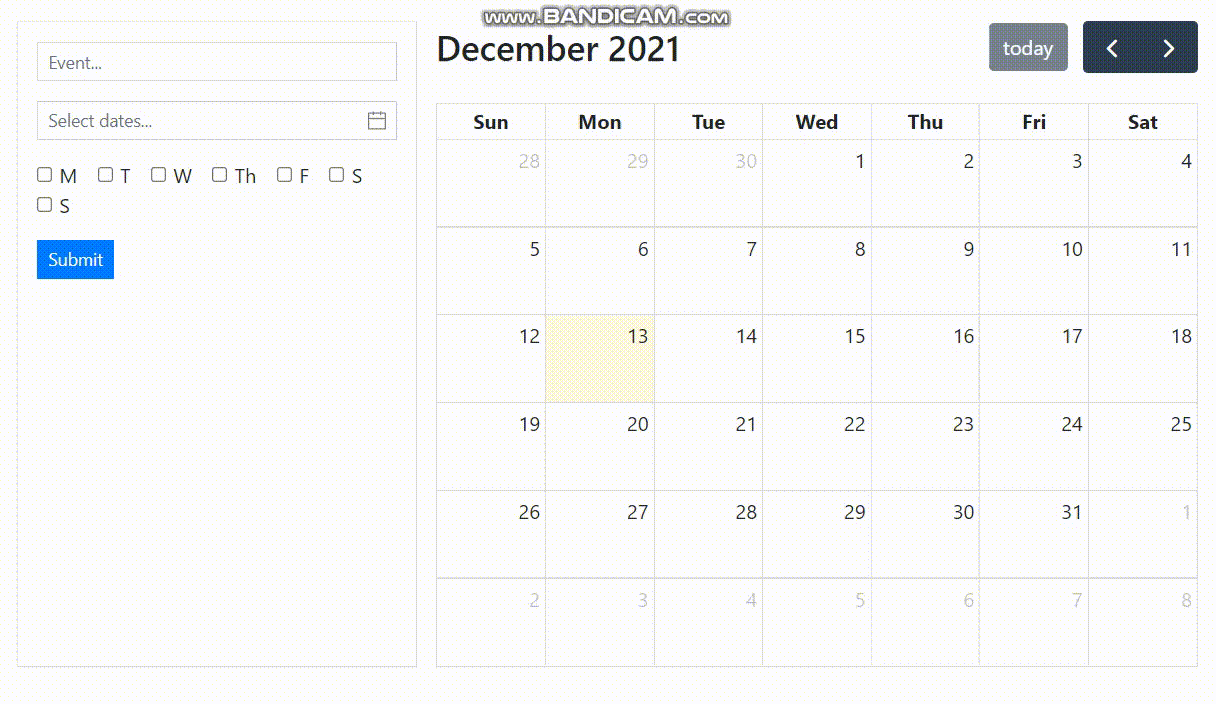 www.BANDICAM.com
Event...
Select dates...
M T W Th F S
S
Submit
December 2021
today
Sun Mon Tue Wed Thu Fri Sat
28 29 30 1 2 3 4
5 6 7 8 9 10 11
12 13 14 15 16 17 18
19 20 21 22 23 24 25
26 27 28 29 30 31 1
2 3 4 5 6 7 8